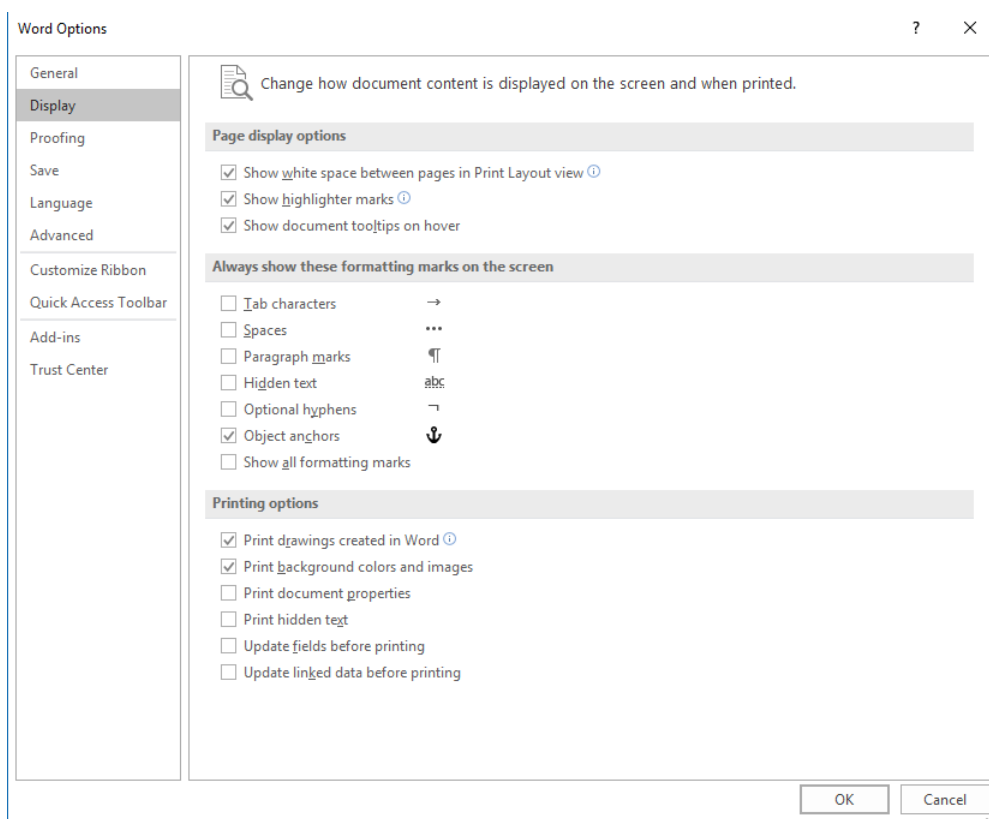 Word Options
General
Display
Proofing
Save
Language
Advanced
Customize Ribbon
Quick Access Toolbar
Add-ins
Trust Center
Change how document content is displayed on the screen and when printed.
Page display options
Show white space between pages in Print Layout view
Show highlighter marks
Show document tooltips on hover
Always show these formatting marks on the screen
Tab characters →
Spaces •••
Paragraph marks ¶
Hidden text abc
Optional hyphens ¬
Object anchors
Show all formatting marks
Printing options
Print drawings created in Word
Print background colors and images
Print document properties
Print hidden text
Update fields before printing
Update linked data before printing
OK Cancel